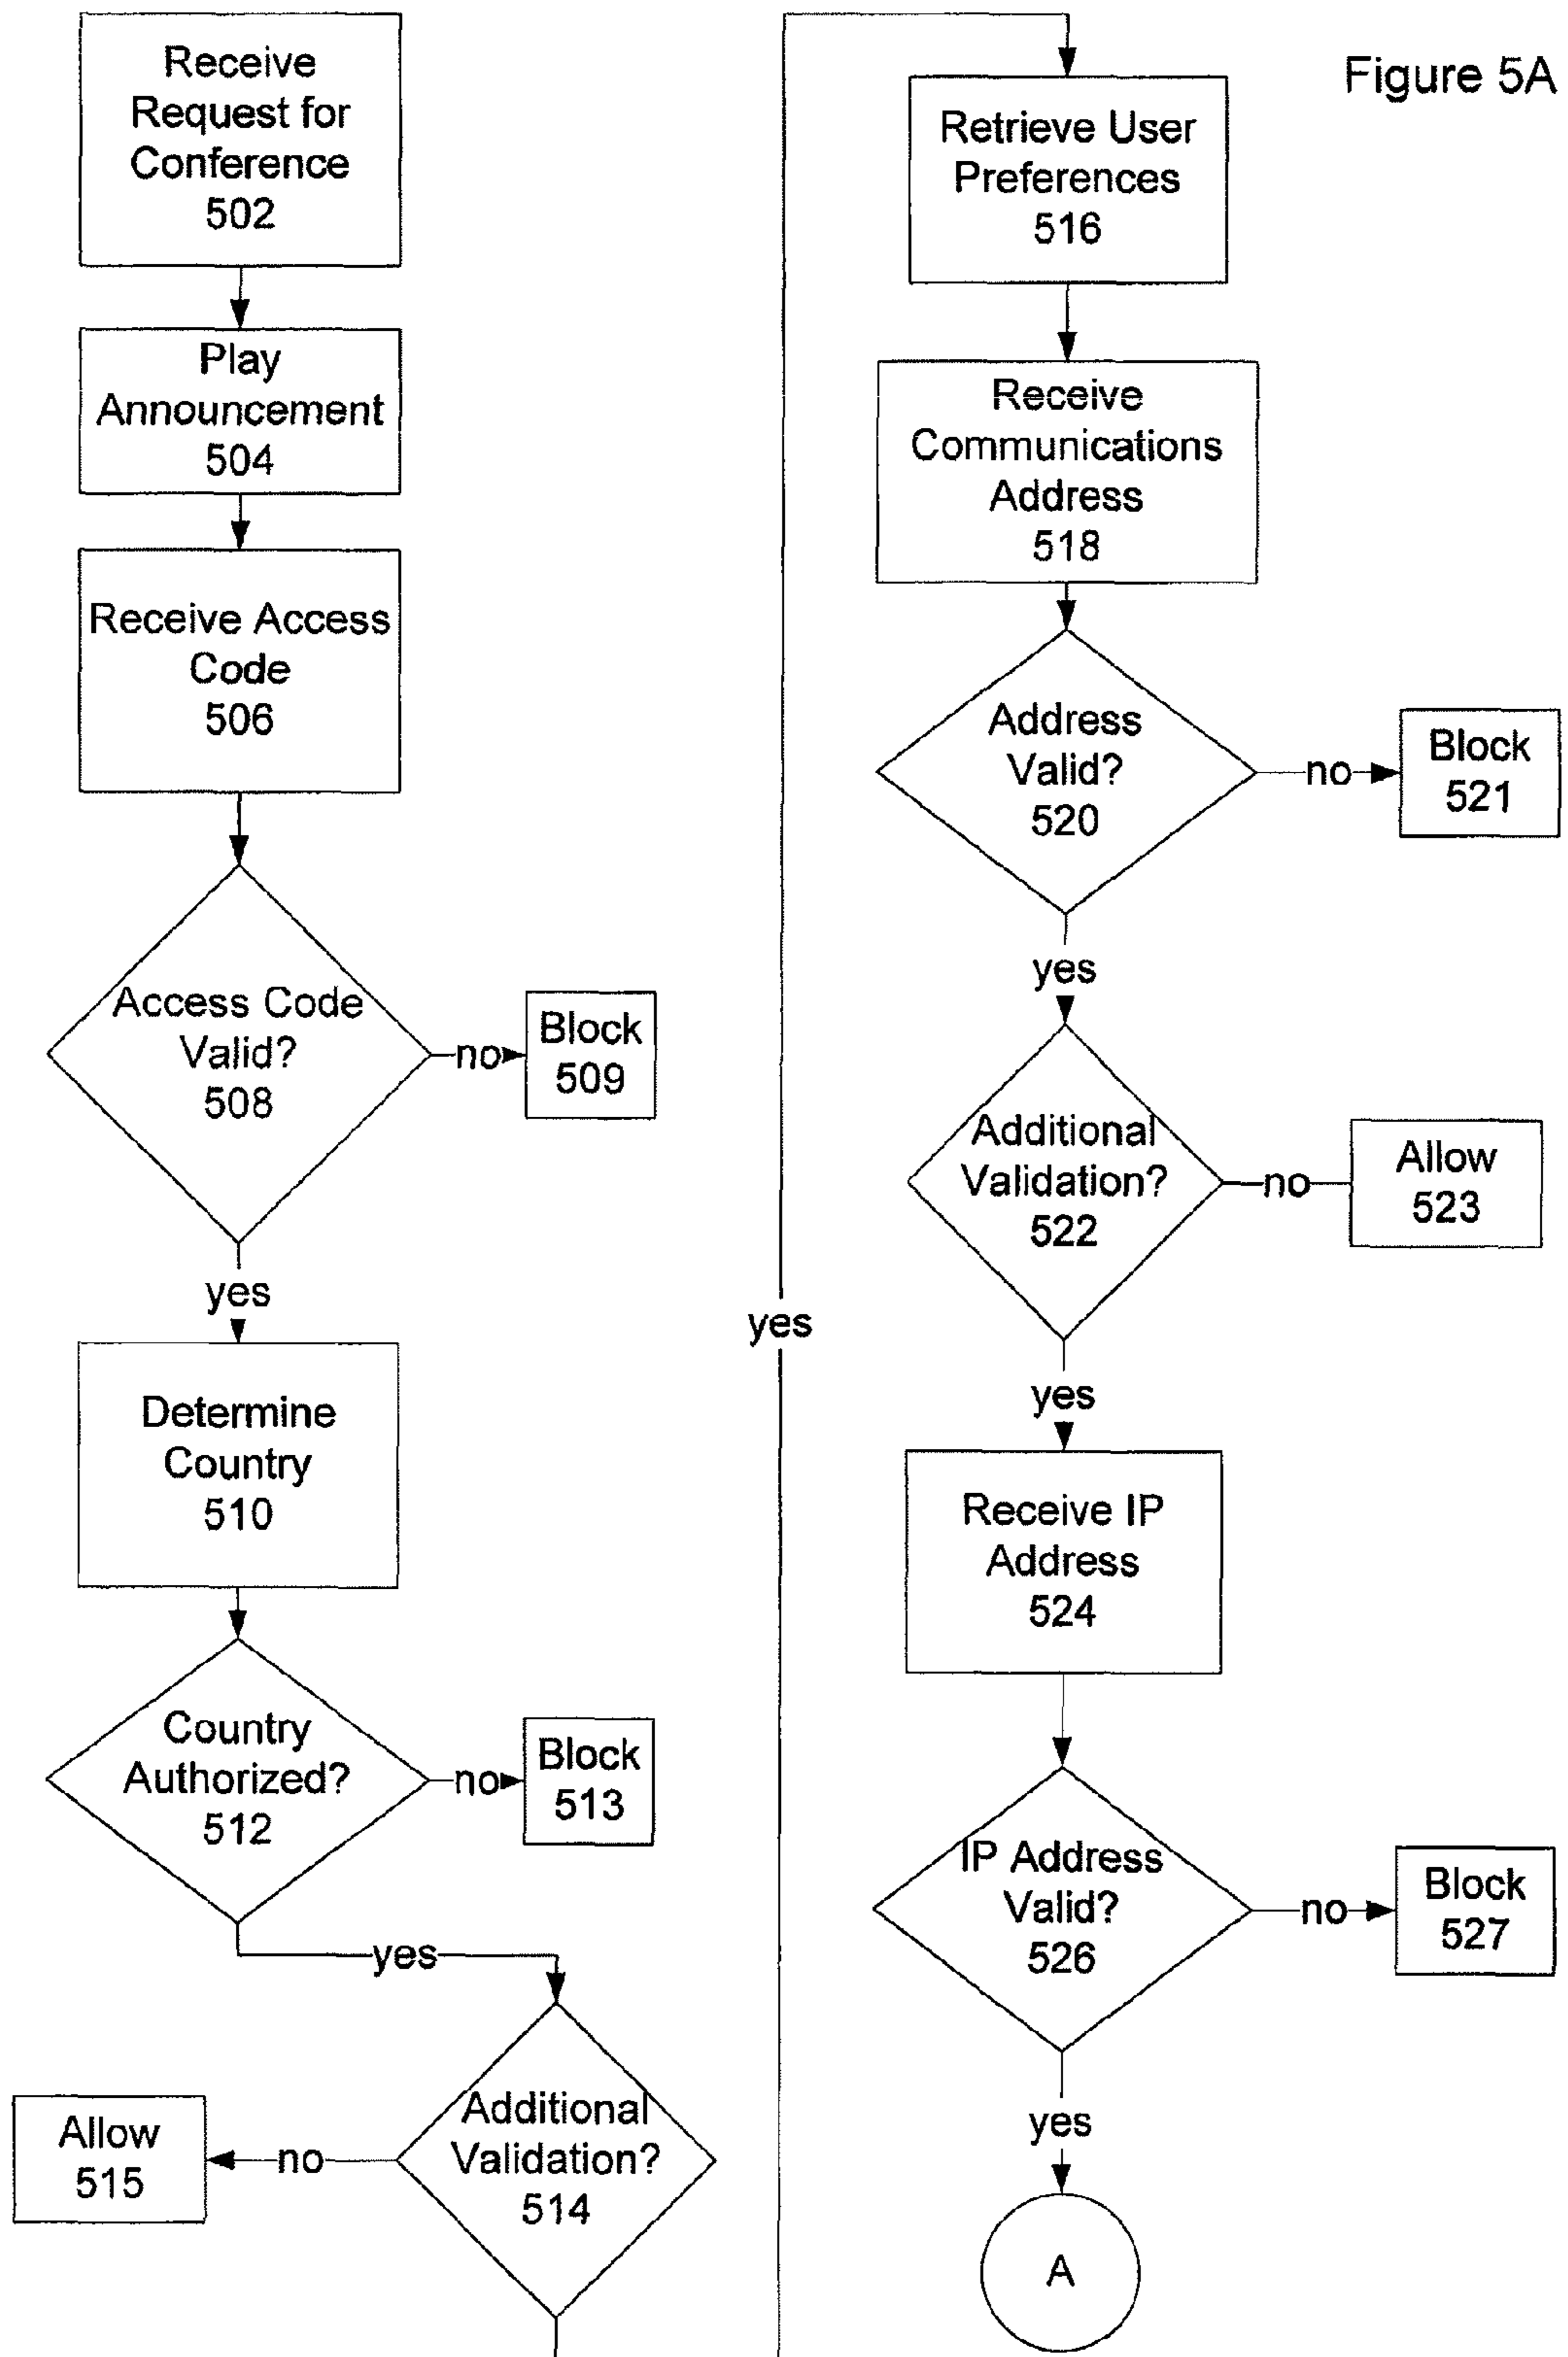 Figure 5A
Receive
Request for
Conference
502
Play
Announcement
504
Receive Access
Code
506
Access Code
Valid?
508
no
Block
509
yes
Determine
Country
510
Country
Authorized?
512
no
Block
513
yes
Additional
Validation?
514
no
Allow
515
yes
Retrieve User
Preferences
516
Receive
Communications
Address
518
Address
Valid?
520
no
Block
521
yes
Additional
Validation?
522
no
Allow
523
yes
Receive IP
Address
524
IP Address
Valid?
526
no
Block
527
yes
A